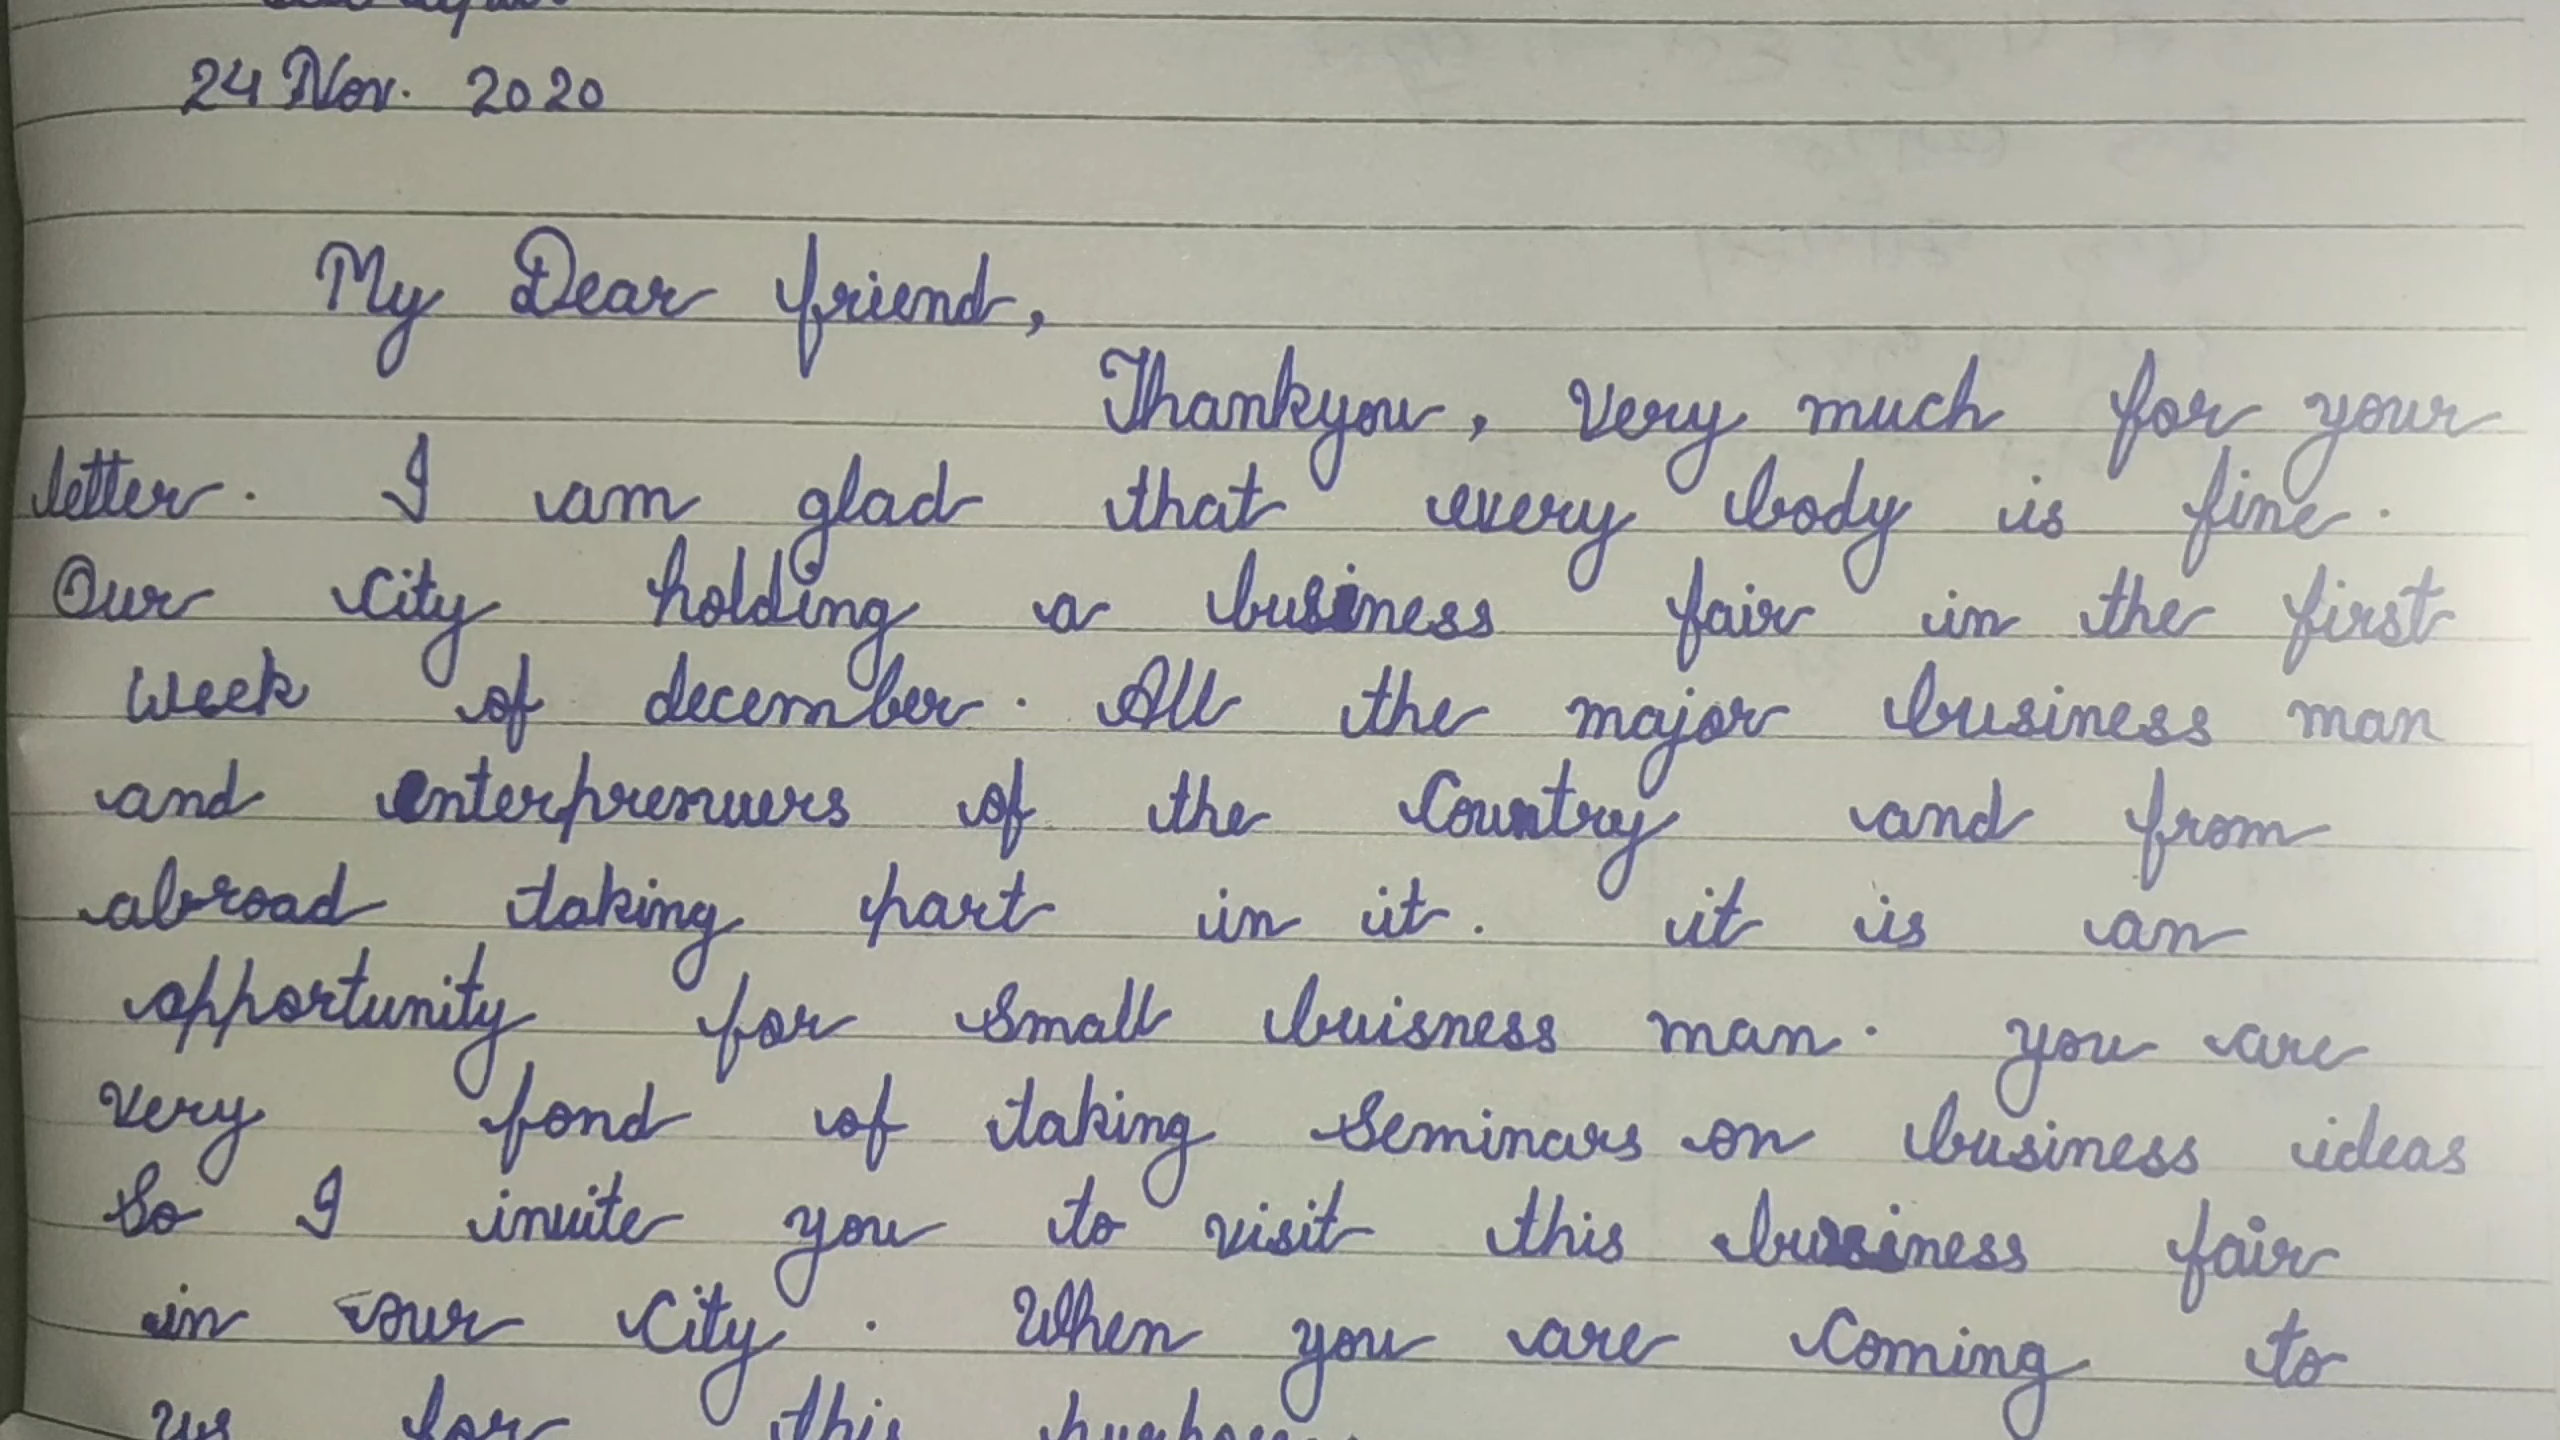 24 Nov. 2020
My Dear friend,
Thankyou, Very much for your
letter. I am glad that every body is fine.
Our City holding a business fair in the first
week of december. All the major business man
and enterprenuers of the Country and from
abroad taking part in it. it is an
opportunity for small buisness man. you are
very fond of taking Seminars on business ideas
So I invite you to visit this business fair
in our City. When you are Coming to
us for this